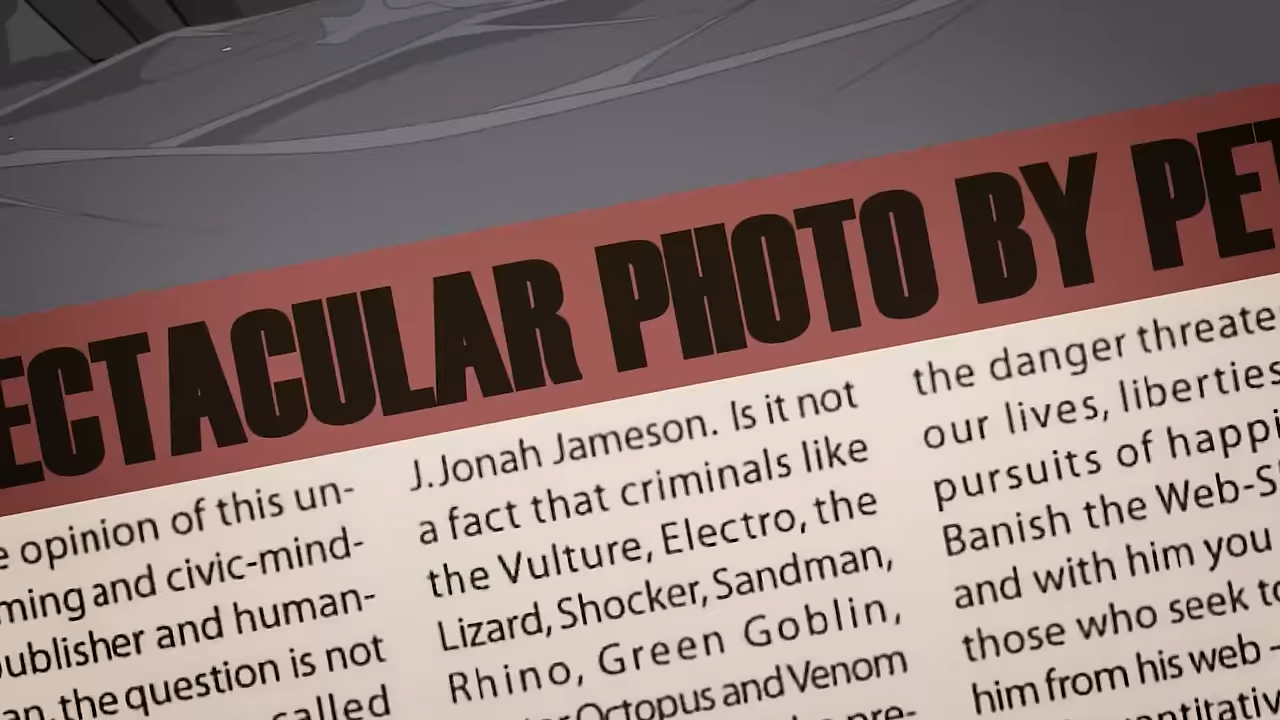 ECTACULAR PHOTO BY PET
e opinion of this un-
ming and civic-mind-
publisher and human-
an, the question is not
called
J. Jonah Jameson. Is it not
a fact that criminals like
the Vulture, Electro, the
Lizard, Shocker, Sandman,
Rhino, Green Goblin,
Octopus and Venom
pre-
the danger threate
our lives, liberties
pursuits of happi
Banish the Web-S
and with him you
those who seek to
him from his web -